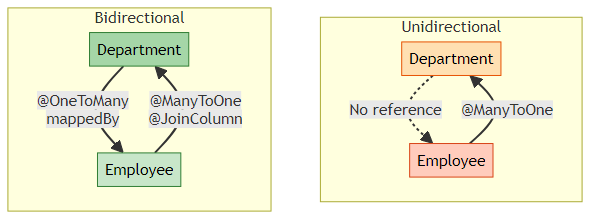 Bidirectional
Department
@OneToMany
mappedBy
@ManyToOne
@JoinColumn
Employee
Unidirectional
Department
No reference
@ManyToOne
Employee